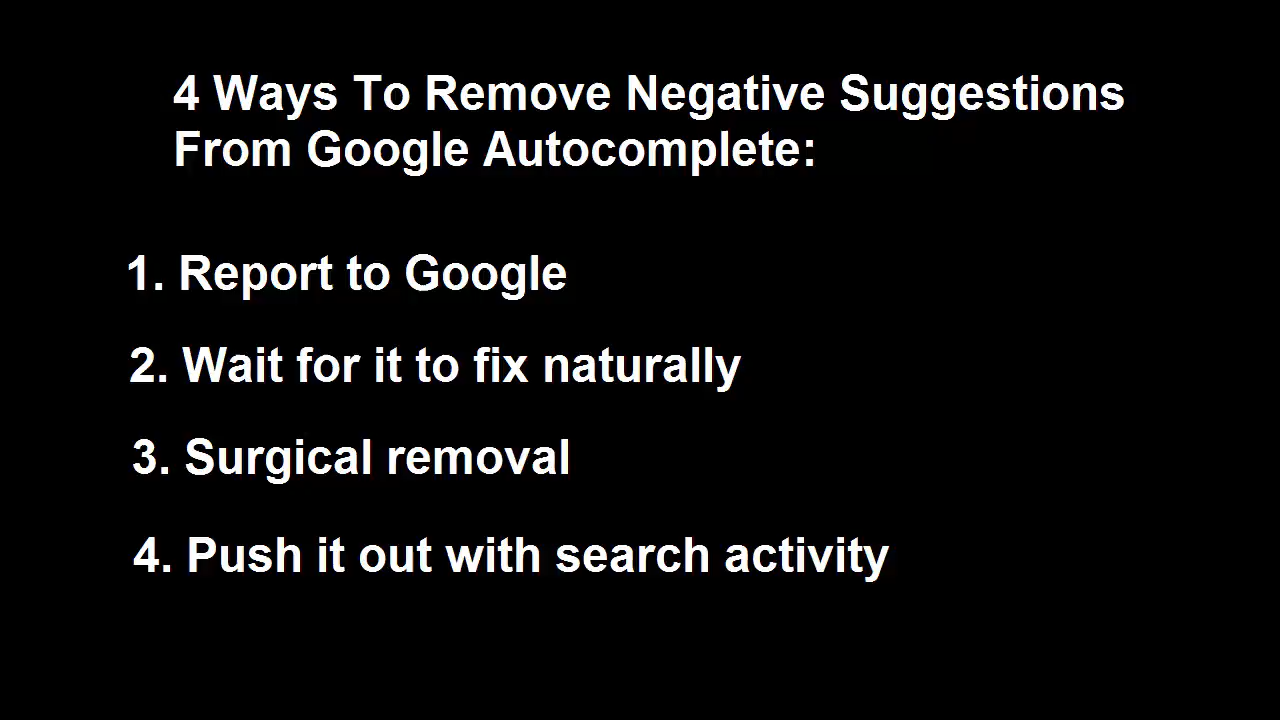 4 Ways To Remove Negative Suggestions
From Google Autocomplete:
1. Report to Google
2. Wait for it to fix naturally
3. Surgical removal
4. Push it out with search activity